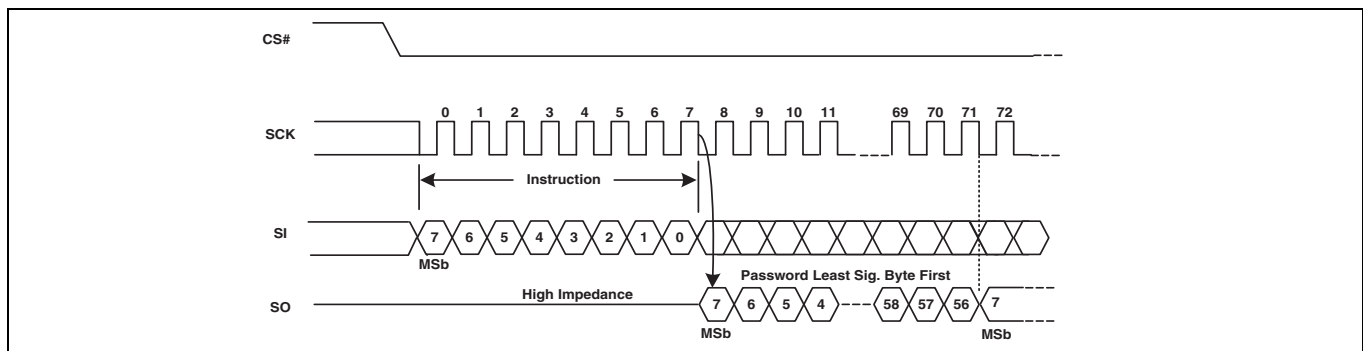 CS#
0 1 2 3 4 5 6 7 8 9 10 11 69 70 71 72
SCK
Instruction
SI 7 6 5 4 3 2 1 0
MSb
Password Least Sig. Byte First
High Impedance
SO 7 6 5 4 58 57 56 7
MSb MSb